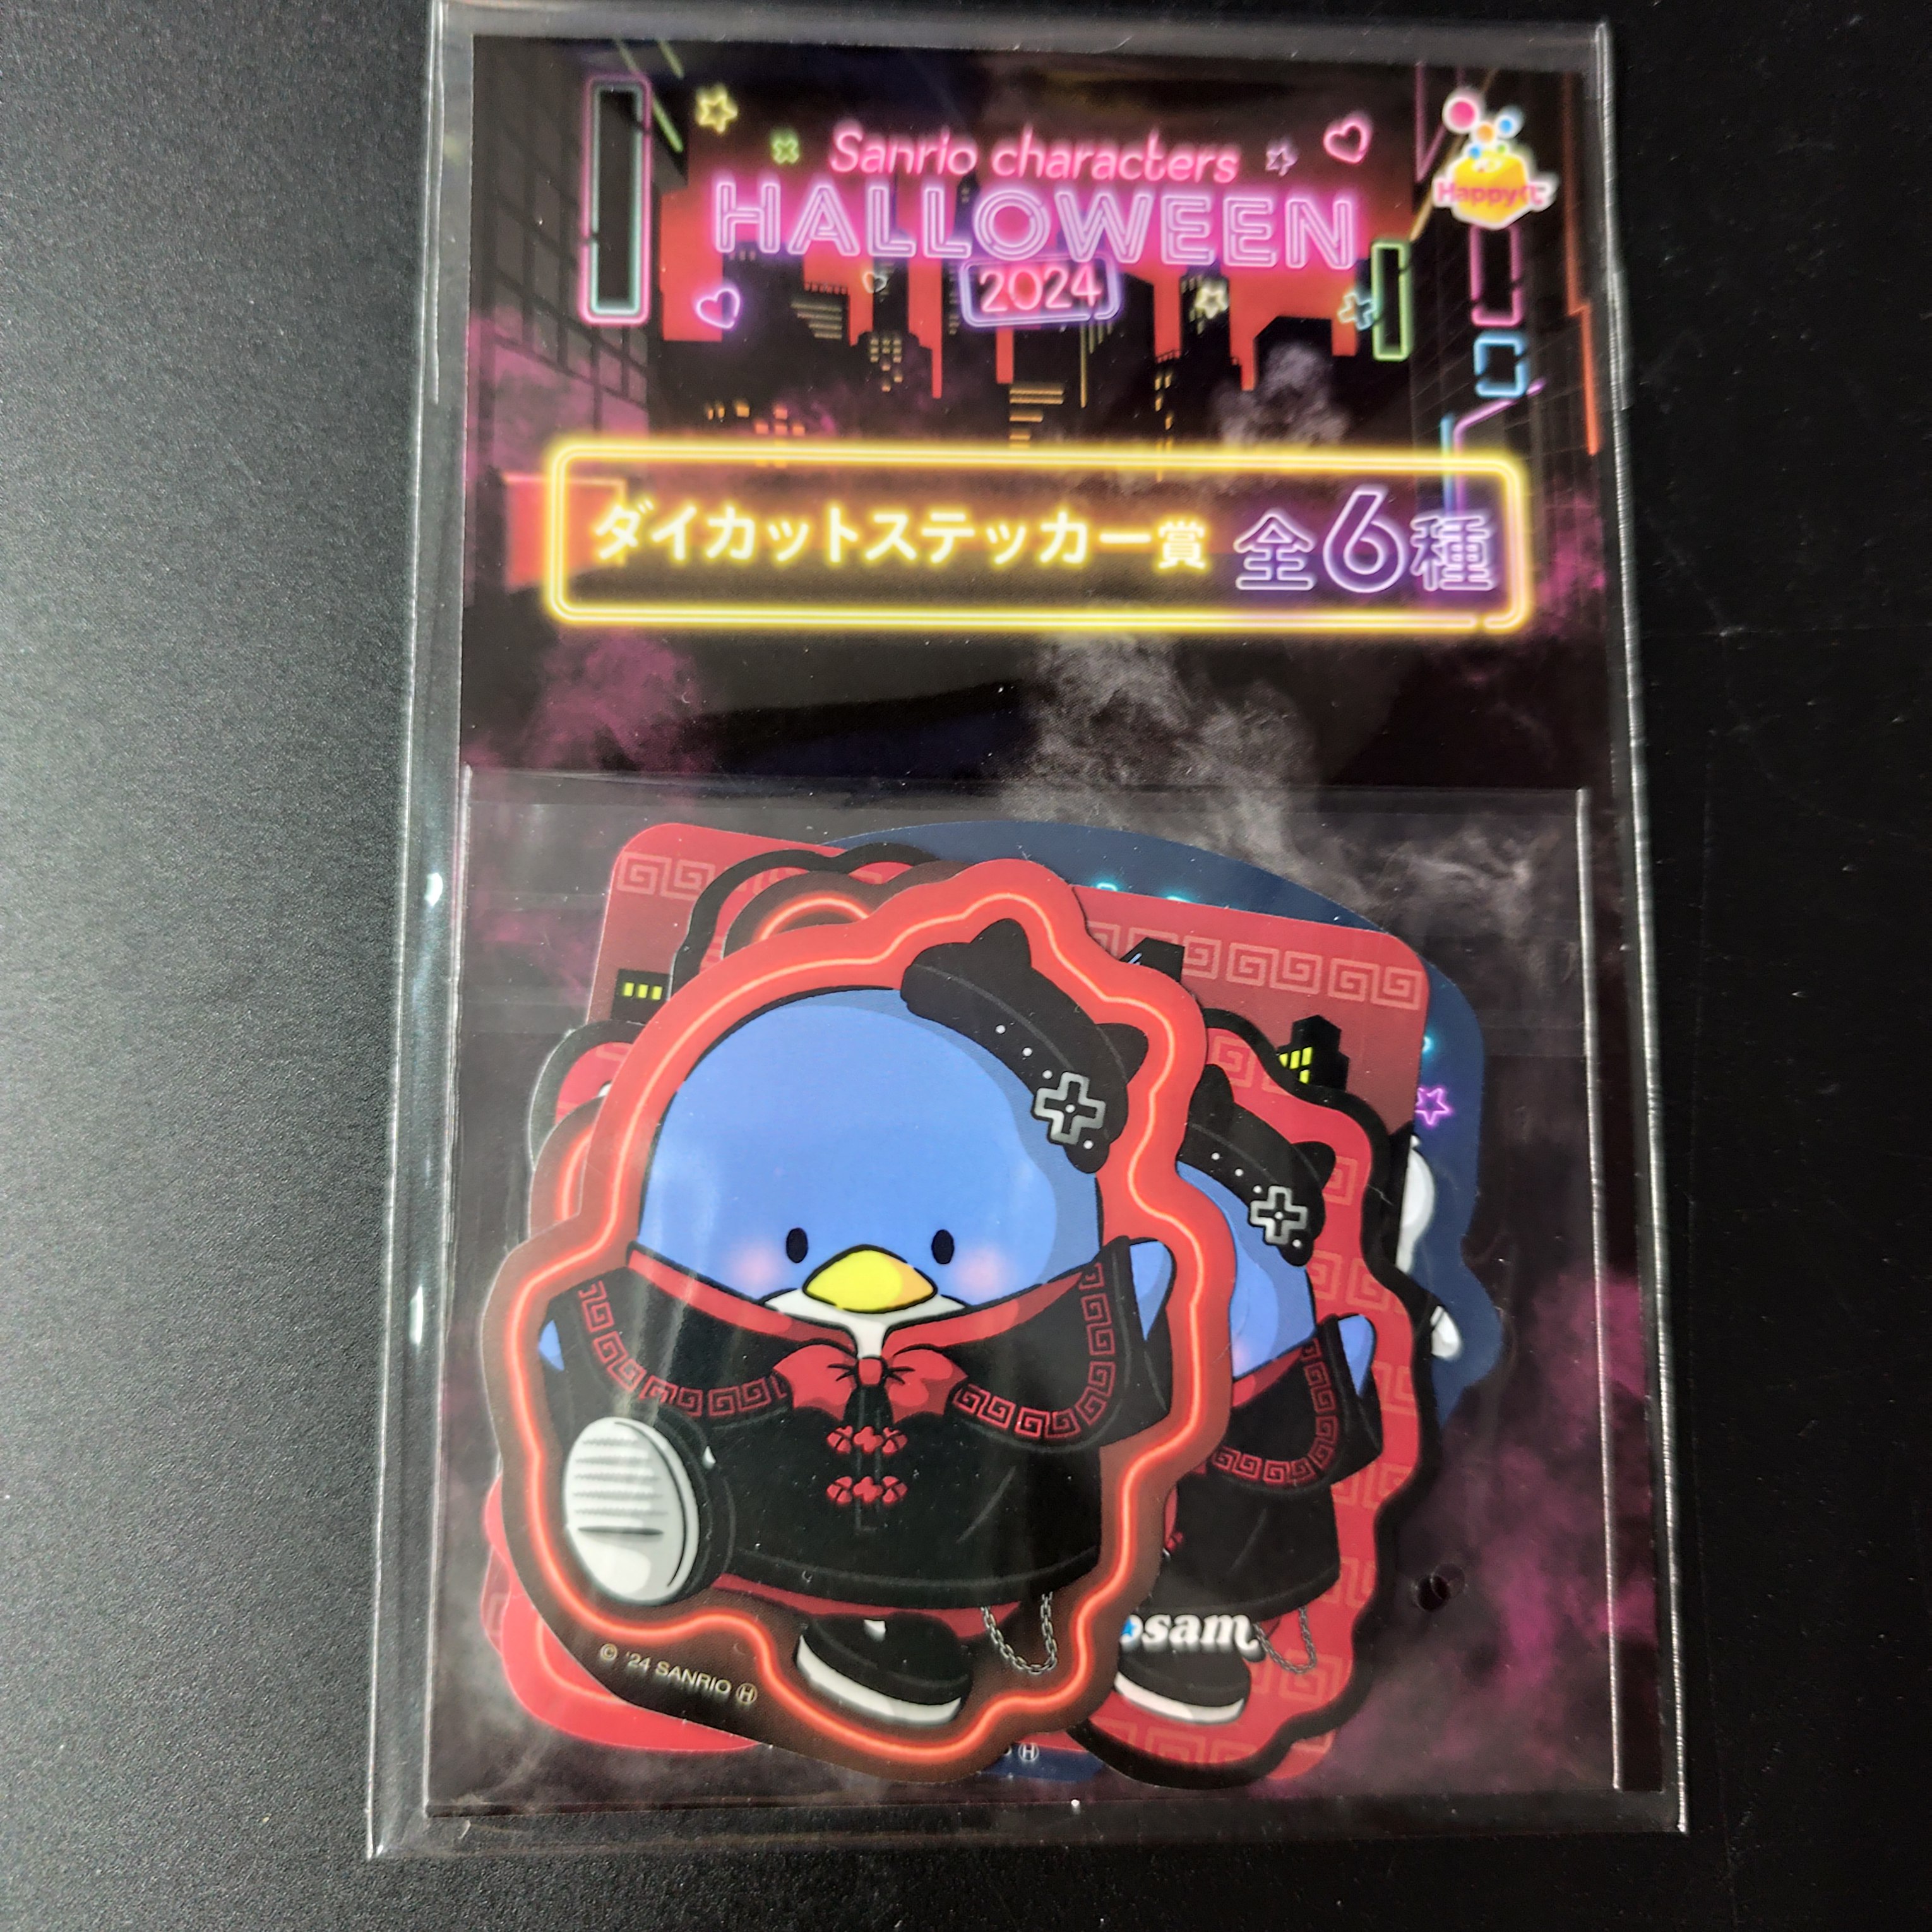 Sanrio characters
HALLOWEEN
2024
Happyくじ
ダイカットステッカー賞 全6種
osam
© '24 SANRIO Ⓗ
Ⓗ